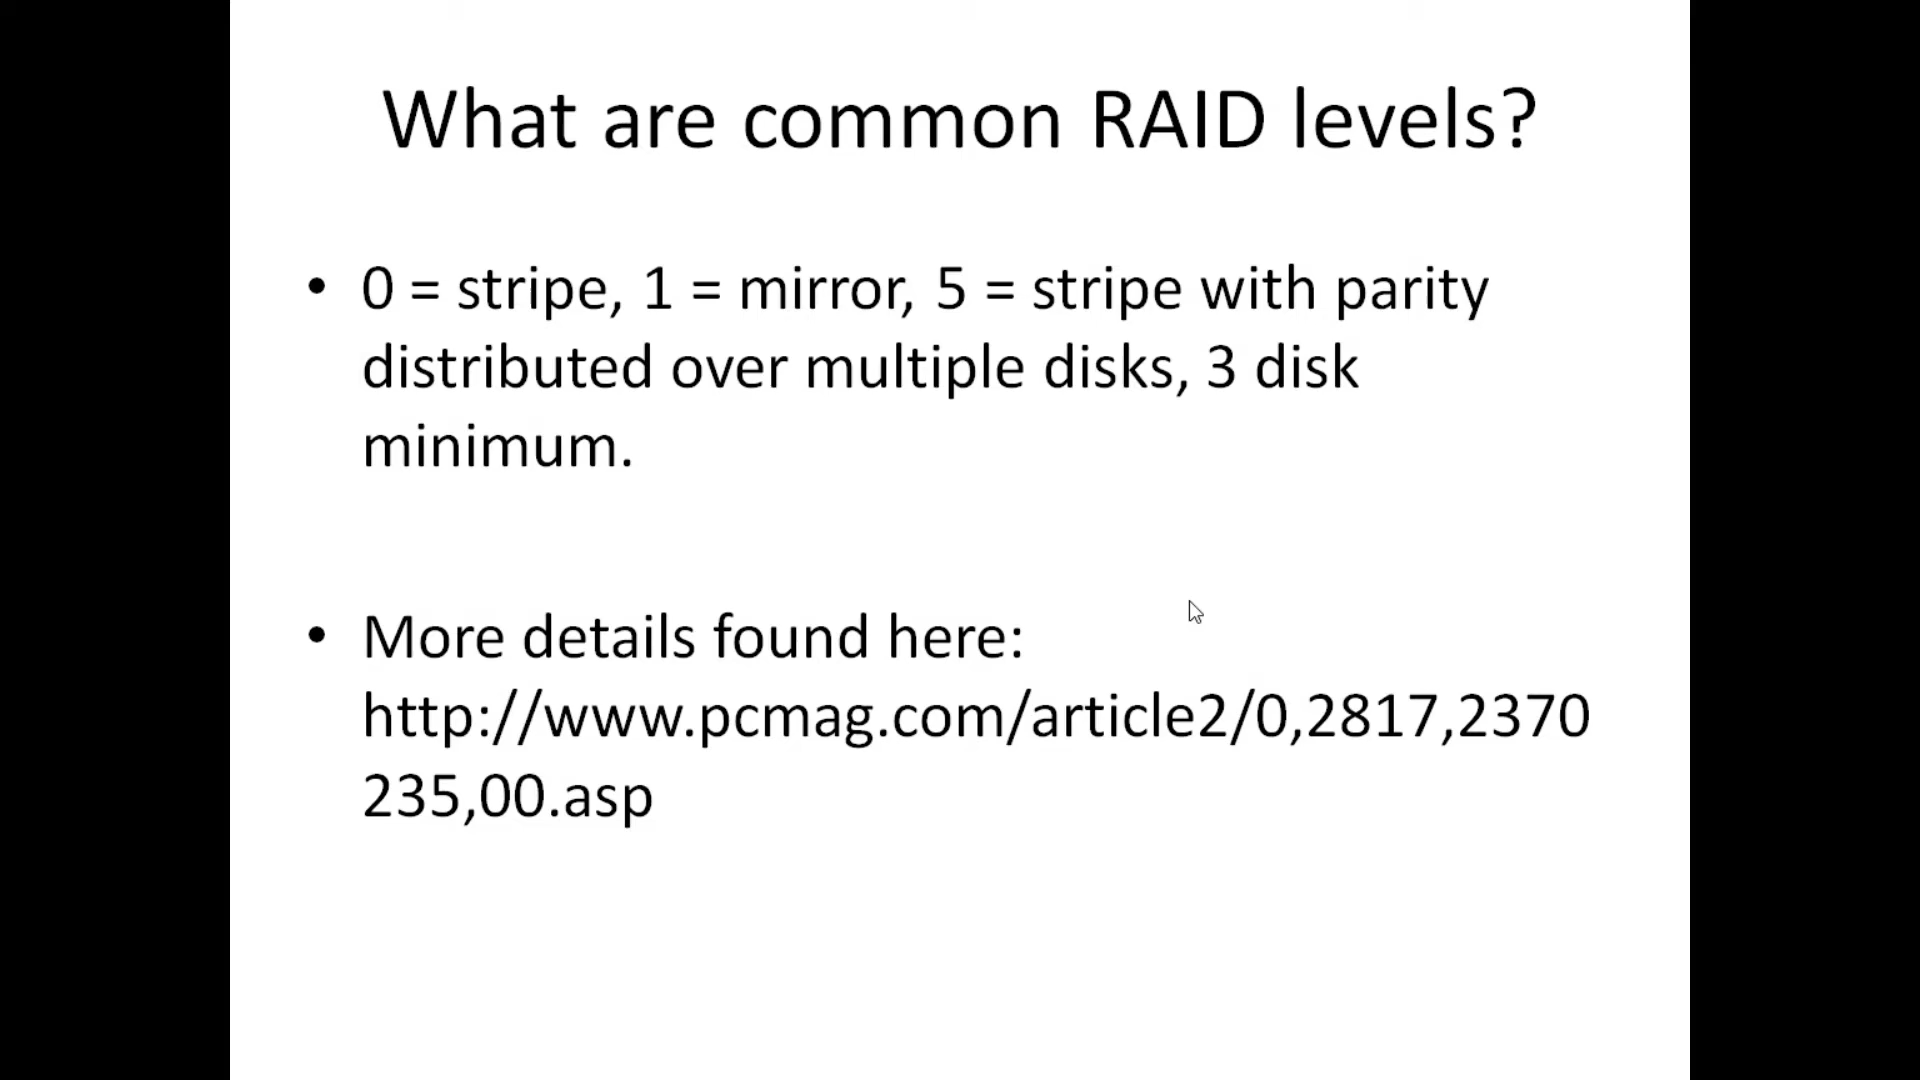 What are common RAID levels?
• 0 = stripe, 1 = mirror, 5 = stripe with parity
distributed over multiple disks, 3 disk
minimum.
• More details found here:
http://www.pcmag.com/article2/0,2817,2370
235,00.asp